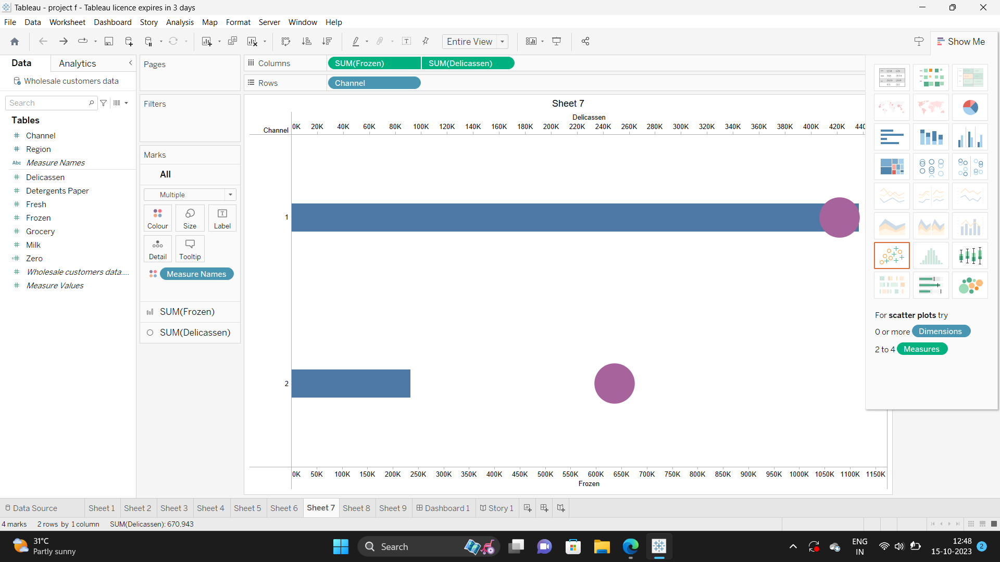 Tableau - project f - Tableau licence expires in 3 days
File Data Worksheet Dashboard Story Analysis Map Format Server Window Help
Entire View
Show Me
Data
Analytics
Wholesale customers data
Search
Tables
Channel
Region
Abc Measure Names
Delicassen
Detergents Paper
Fresh
Frozen
Grocery
Milk
Zero
Wholesale customers data....
Measure Values
Pages
Filters
Marks
All
Multiple
Colour Size Label
Detail Tooltip
Measure Names
SUM(Frozen)
SUM(Delicassen)
Columns SUM(Frozen) SUM(Delicassen)
Rows Channel
Sheet 7
Delicassen
Channel
0K 20K 40K 60K 80K 100K 120K 140K 160K 180K 200K 220K 240K 260K 280K 300K 320K 340K 360K 380K 400K 420K 440
1
2
0K 50K 100K 150K 200K 250K 300K 350K 400K 450K 500K 550K 600K 650K 700K 750K 800K 850K 900K 950K 1000K 1050K 1100K 1150K
Frozen
For scatter plots try
0 or more Dimensions
2 to 4 Measures
Data Source Sheet 1 Sheet 2 Sheet 3 Sheet 4 Sheet 5 Sheet 6 Sheet 7 Sheet 8 Sheet 9 Dashboard 1 Story 1
4 marks 2 rows by 1 column SUM(Delicassen): 670,943
31°C
Partly sunny
Search
ENG
IN
12:48
15-10-2023
2